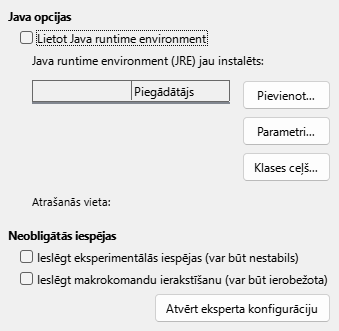 Java opcijas
Lietot Java runtime environment
Java runtime environment (JRE) jau instalēts:
Piegādātājs
Pievienot...
Parametri...
Klases ceļš...
Atrašanās vieta:
Neobligātās iespējas
Ieslēgt eksperimentālās iespējas (var būt nestabils)
Ieslēgt makrokomandu ierakstīšanu (var būt ierobežota)
Atvērt eksperta konfigurāciju